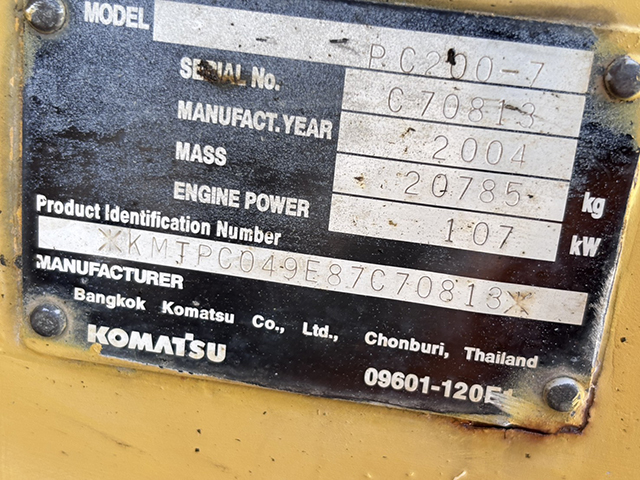 MODEL PC200-7
SERIAL No. C70813
MANUFACT. YEAR 2004
MASS 20785 kg
ENGINE POWER 107 kW
Product Identification Number
*KMTPC049E87C70813*
MANUFACTURER
Bangkok Komatsu Co., Ltd., Chonburi, Thailand
KOMATSU
09601-120E1